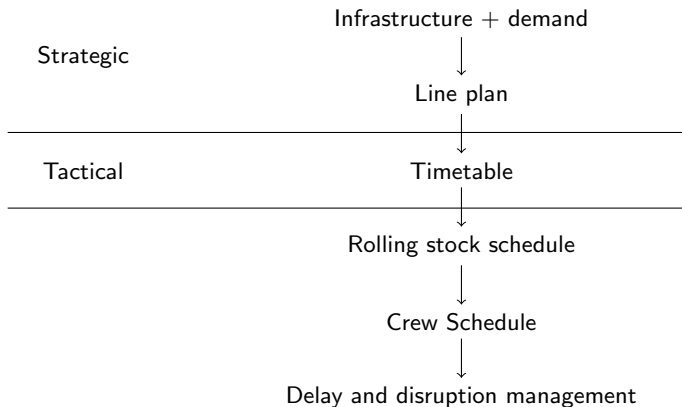 Infrastructure + demand
Strategic
Line plan
Tactical
Timetable
Rolling stock schedule
Crew Schedule
Delay and disruption management